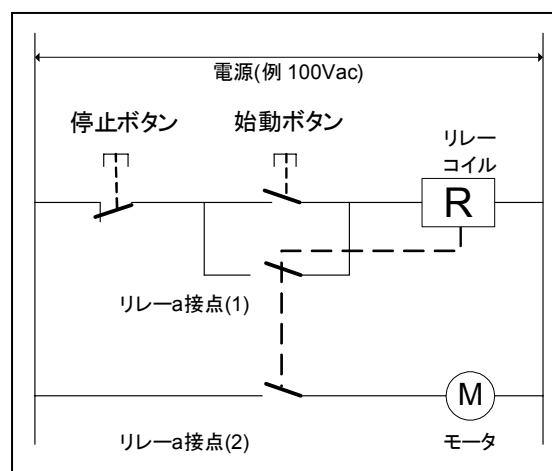 電源(例 100Vac)
停止ボタン
始動ボタン
リレー
コイル
R
リレーa接点(1)
M
リレーa接点(2)
モータ